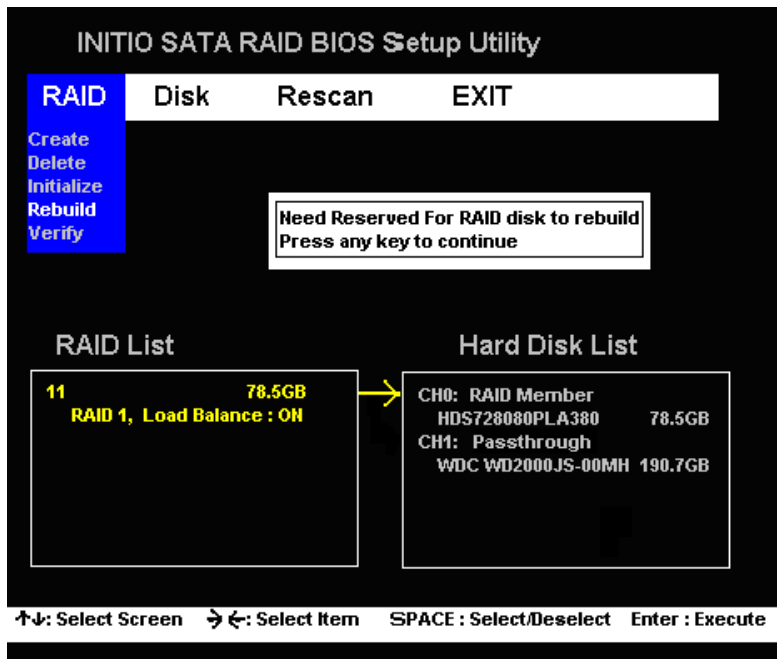 INITIO SATA RAID BIOS Setup Utility
RAID Disk Rescan EXIT
Create
Delete
Initialize
Rebuild
Verify
Need Reserved For RAID disk to rebuild
Press any key to continue
RAID List
11 78.5GB
RAID 1, Load Balance : ON
Hard Disk List
CH0: RAID Member
HDS728080PLA380 78.5GB
CH1: Passthrough
WDC WD2000JS-00MH 190.7GB
↑↓: Select Screen →←: Select Item SPACE : Select/Deselect Enter : Execute